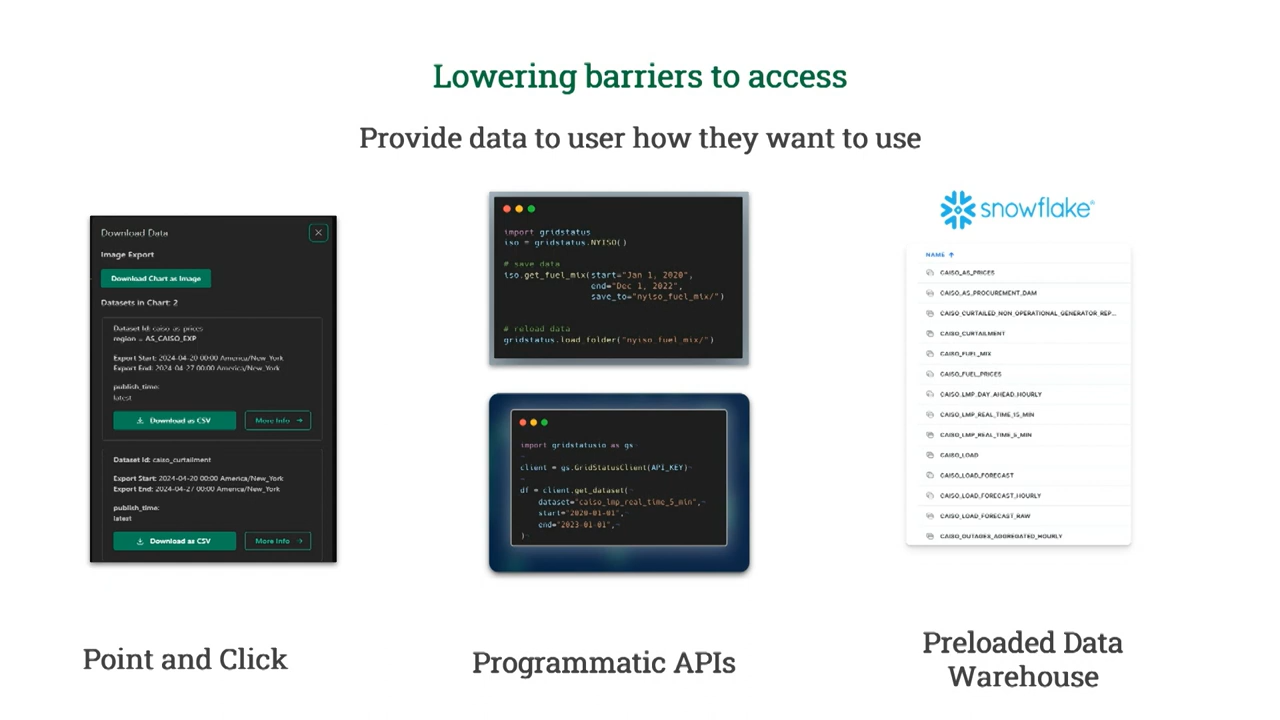 Lowering barriers to access
Provide data to user how they want to use
Download Data
Image Export
Download Chart as Image
Datasets in Chart: 2
Dataset Id: caiso_as_prices
region = AS_CAISO_EXP
Export Start: 2024-04-20 00:00 America/New_York
Export End: 2024-04-27 00:00 America/New_York
publish_time:
latest
Download as CSV
More Info →
Dataset Id: caiso_curtailment
Export Start: 2024-04-20 00:00 America/New_York
Export End: 2024-04-27 00:00 America/New_York
publish_time:
latest
Download as CSV
More Info →
Point and Click
import gridstatus
iso = gridstatus.NYISO()
# save data
iso.get_fuel_mix(start="Jan 1, 2020",
end="Dec 1, 2022",
save_to="nyiso_fuel_mix/")
# reload data
gridstatus.load_folder("nyiso_fuel_mix/")
import gridstatusio as gs
client = gs.GridStatusClient(API_KEY)
df = client.get_dataset(
dataset="caiso_lmp_real_time_5_min",
start="2020-01-01",
end="2023-01-01",
)
Programmatic APIs
snowflake®
NAME ↑
CAISO_AS_PRICES
CAISO_AS_PROCUREMENT_DAM
CAISO_CURTAILED_NON_OPERATIONAL_GENERATOR_REP...
CAISO_CURTAILMENT
CAISO_FUEL_MIX
CAISO_FUEL_PRICES
CAISO_LMP_DAY_AHEAD_HOURLY
CAISO_LMP_REAL_TIME_15_MIN
CAISO_LMP_REAL_TIME_5_MIN
CAISO_LOAD
CAISO_LOAD_FORECAST
CAISO_LOAD_FORECAST_HOURLY
CAISO_LOAD_FORECAST_RAW
CAISO_OUTAGES_AGGREGATED_HOURLY
Preloaded Data
Warehouse